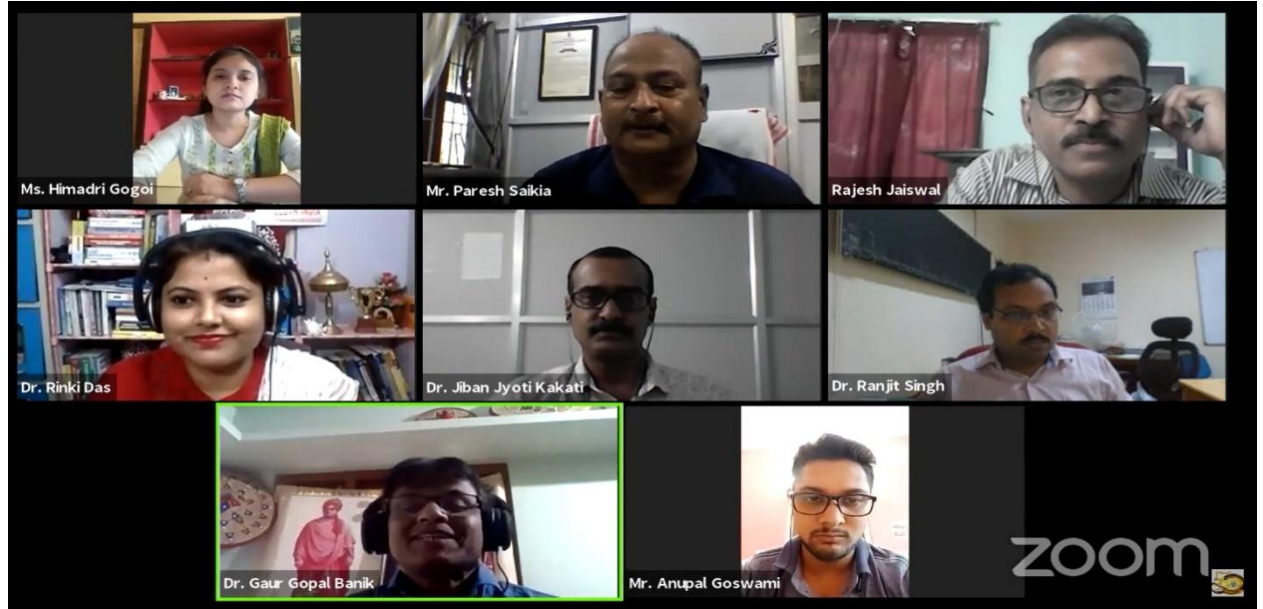 Ms. Himadri Gogoi
Mr. Paresh Saikia
Rajesh Jaiswal
Dr. Rinki Das
Dr. Jiban Jyoti Kakati
Dr. Ranjit Singh
Dr. Gaur Gopal Banik
Mr. Anupal Goswami
zoom